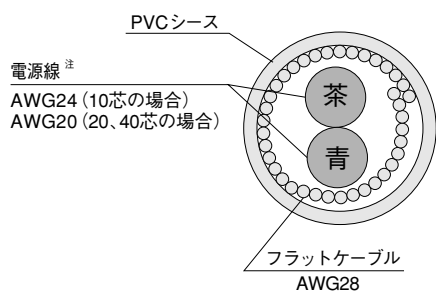 PVCシース
電源線 注
AWG24（10芯の場合）
AWG20（20、40芯の場合）
茶
青
フラットケーブル
AWG28